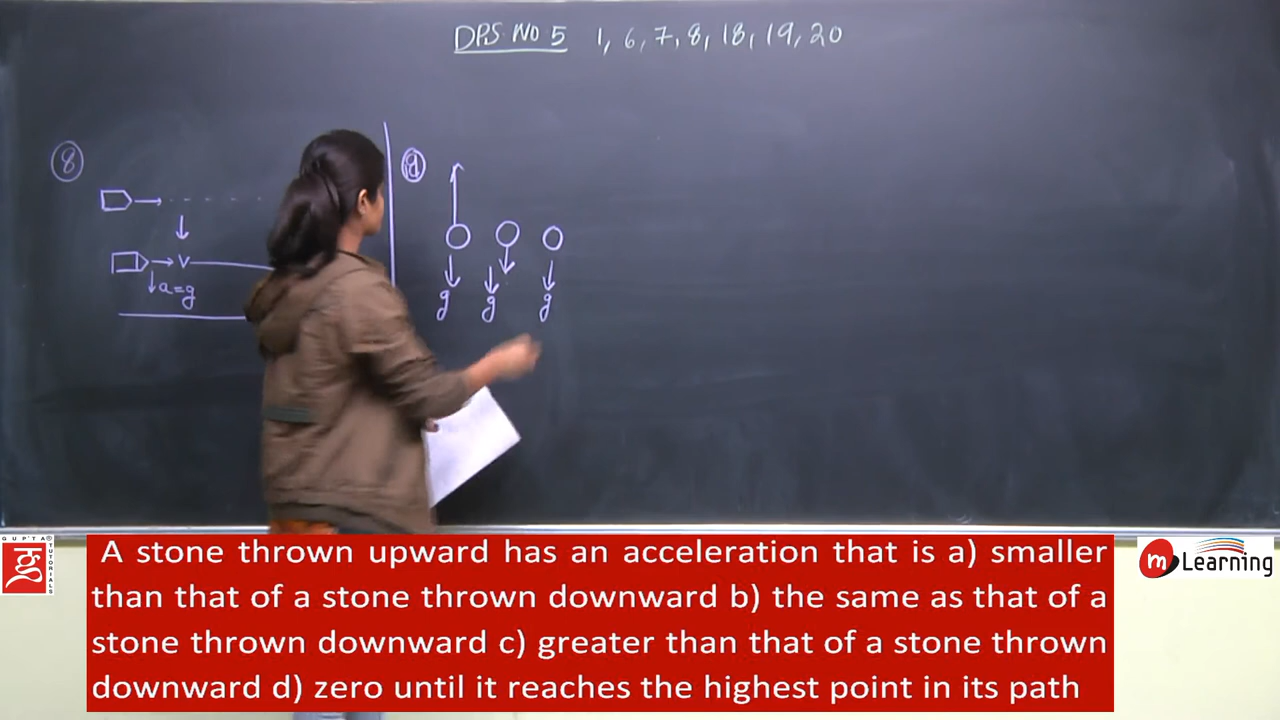 DPS NO 5 1, 6, 7, 8, 18, 19, 20
8
v
a=g
g g g
A stone thrown upward has an acceleration that is a) smaller
than that of a stone thrown downward b) the same as that of a
stone thrown downward c) greater than that of a stone thrown
downward d) zero until it reaches the highest point in its path
GUPTA TUTORIALS
m Learning